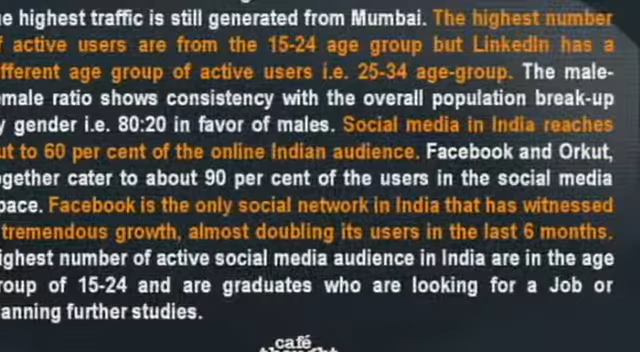 e highest traffic is still generated from Mumbai. The highest number
f active users are from the 15-24 age group but LinkedIn has a
fferent age group of active users i.e. 25-34 age-group. The male-
emale ratio shows consistency with the overall population break-up
y gender i.e. 80:20 in favor of males. Social media in India reaches
ut to 60 per cent of the online Indian audience. Facebook and Orkut,
ogether cater to about 90 per cent of the users in the social media
pace. Facebook is the only social network in India that has witnessed
tremendous growth, almost doubling its users in the last 6 months.
ighest number of active social media audience in India are in the age
roup of 15-24 and are graduates who are looking for a Job or
anning further studies.
café